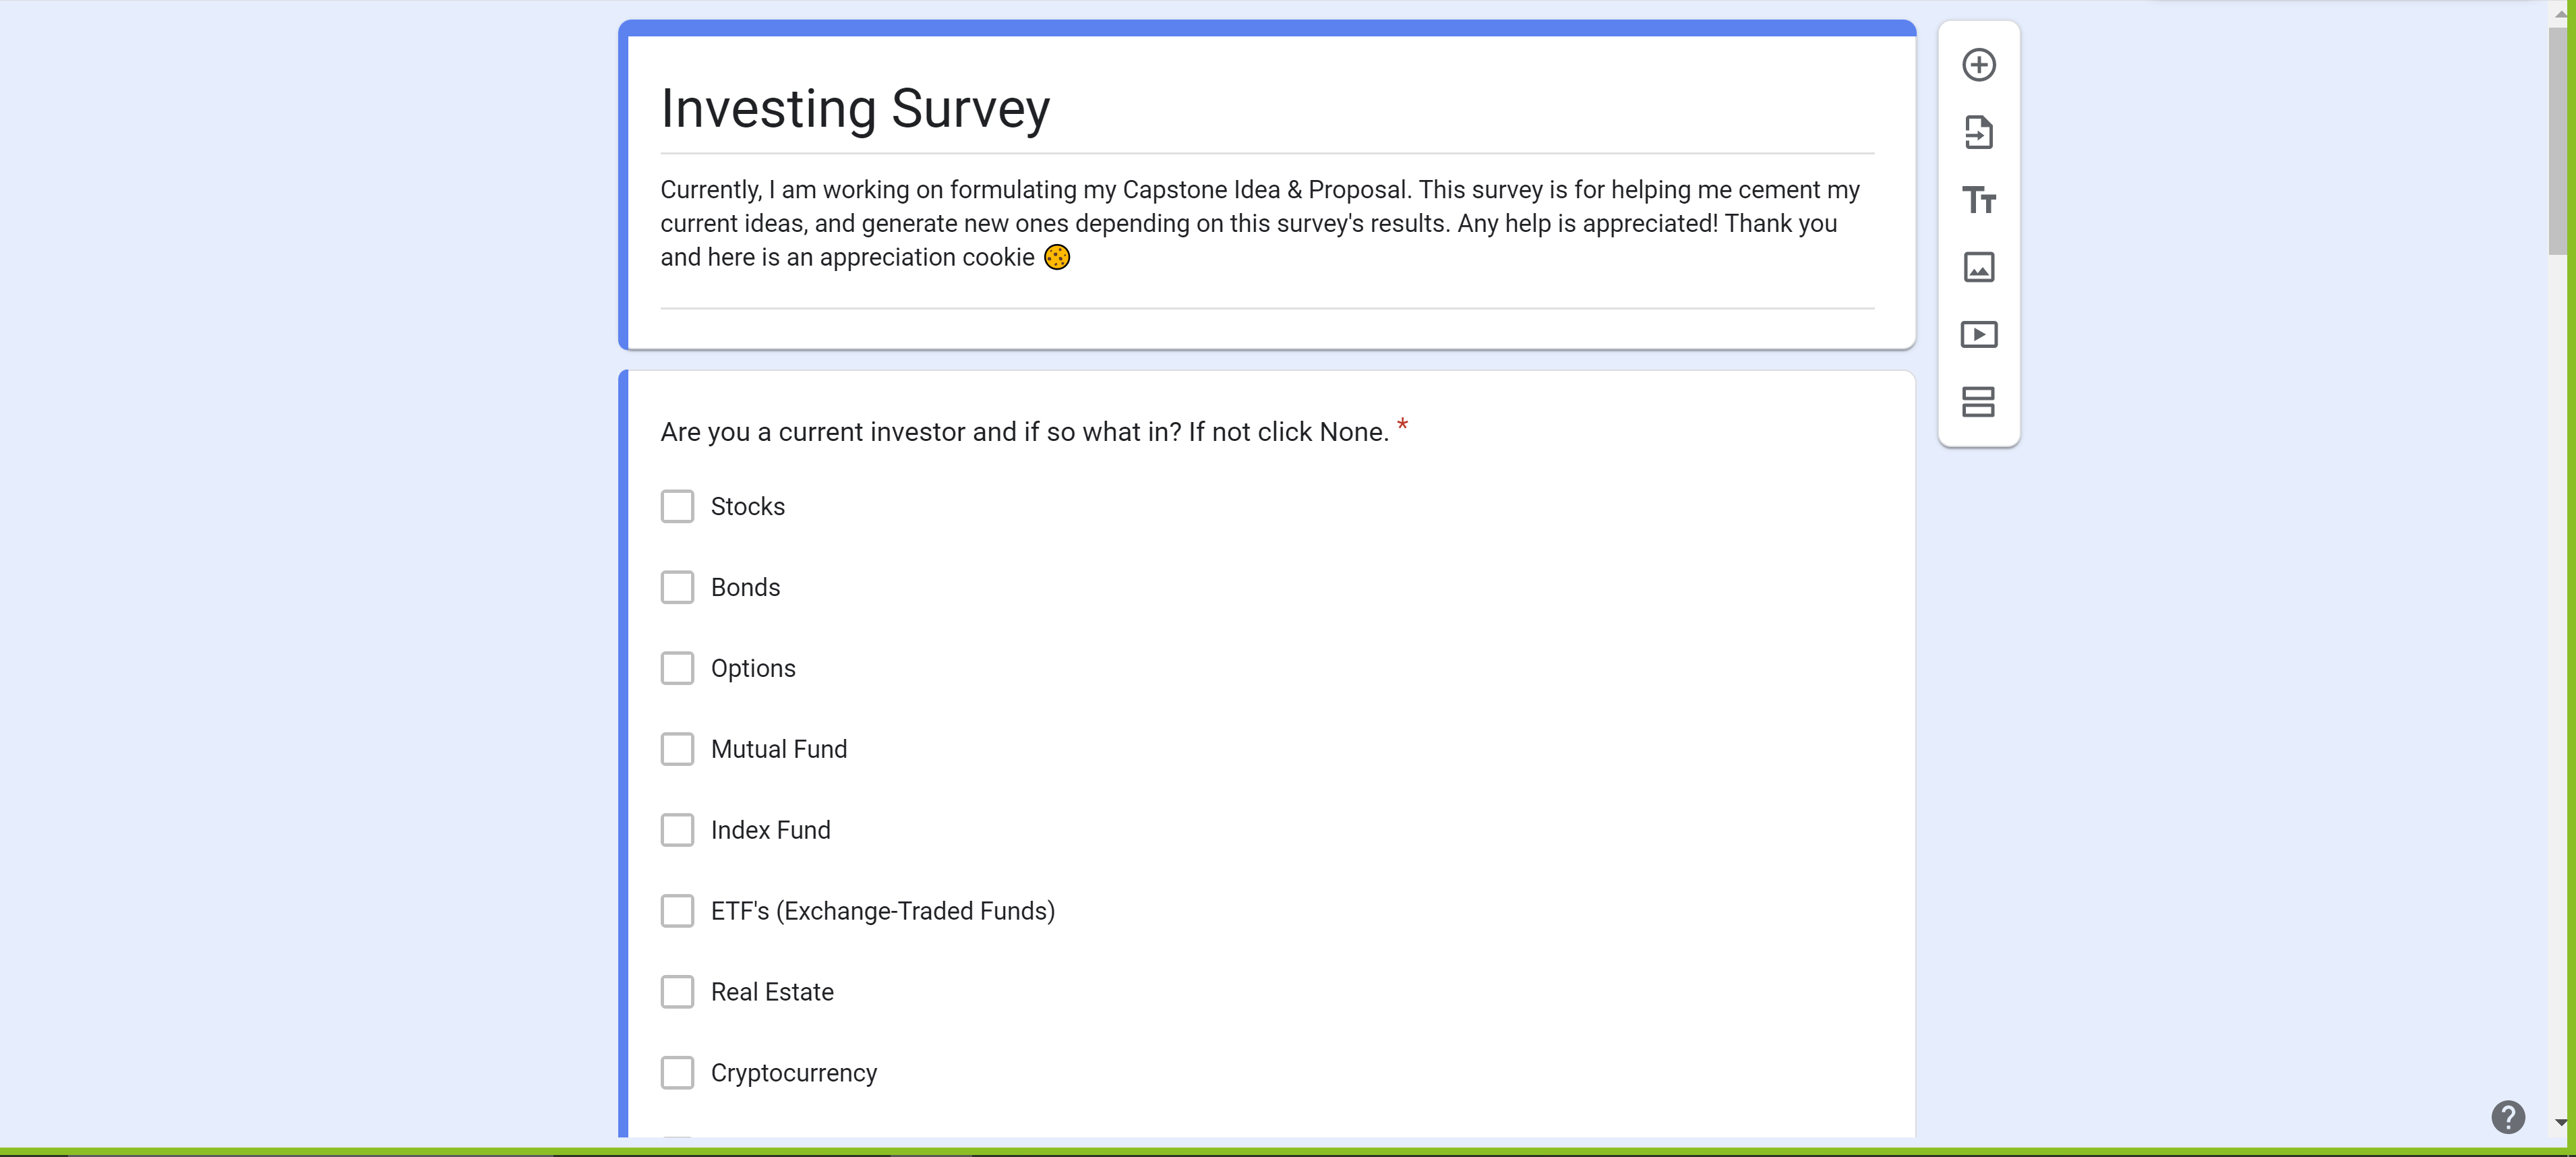 Investing Survey
Currently, I am working on formulating my Capstone Idea & Proposal. This survey is for helping me cement my
current ideas, and generate new ones depending on this survey's results. Any help is appreciated! Thank you
and here is an appreciation cookie 🍪
Are you a current investor and if so what in? If not click None. *
Stocks
Bonds
Options
Mutual Fund
Index Fund
ETF's (Exchange-Traded Funds)
Real Estate
Cryptocurrency